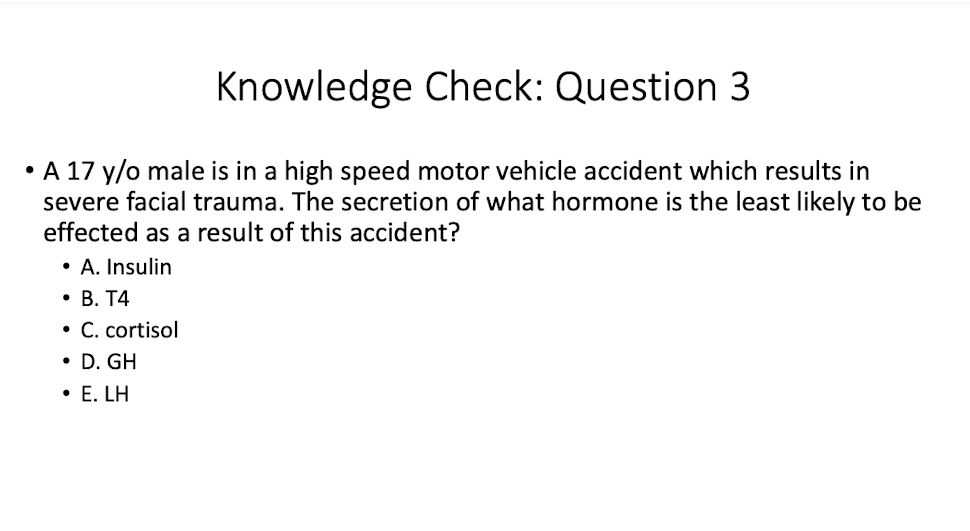 Knowledge Check: Question 3
• A 17 y/o male is in a high speed motor vehicle accident which results in
severe facial trauma. The secretion of what hormone is the least likely to be
effected as a result of this accident?
• A. Insulin
• B. T4
• C. cortisol
• D. GH
• E. LH